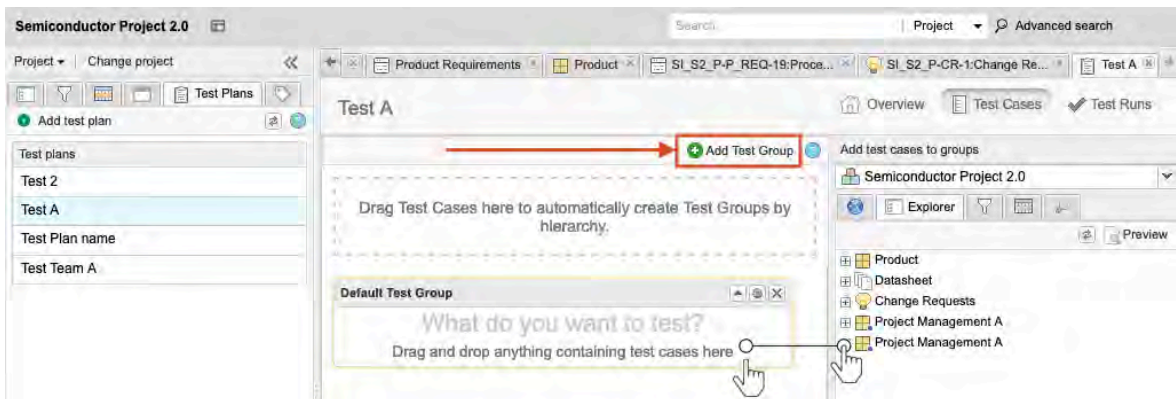 Semiconductor Project 2.0
Search
Project
Advanced search
Project
Change project
Product Requirements
Product
SI_S2_P-P_REQ-19:Proce...
SI_S2_P-CR-1:Change Re...
Test A
Test Plans
Add test plan
Test plans
Test 2
Test A
Test Plan name
Test Team A
Test A
Overview
Test Cases
Test Runs
Add Test Group
Drag Test Cases here to automatically create Test Groups by
hierarchy.
Default Test Group
What do you want to test?
Drag and drop anything containing test cases here
Add test cases to groups
Semiconductor Project 2.0
Explorer
Preview
Product
Datasheet
Change Requests
Project Management A
Project Management A